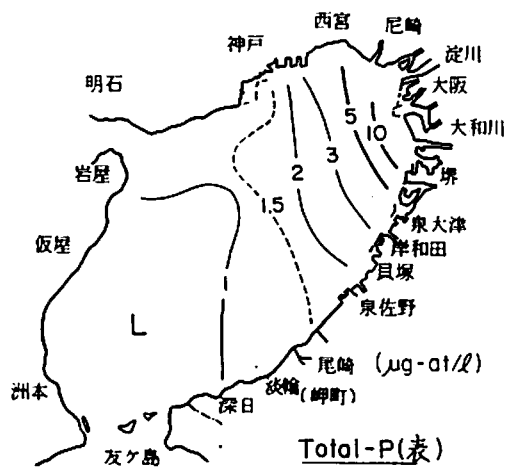 西宮
尼崎
神戸
淀川
明石
大阪
5
10
大和川
3
2
岩屋
堺
1.5
泉大津
仮屋
岸和田
貝塚
1
泉佐野
L
尾崎 (μg-at/ℓ)
洲本
淡輪
(岬町)
深日
友ケ島
Total-P(表)